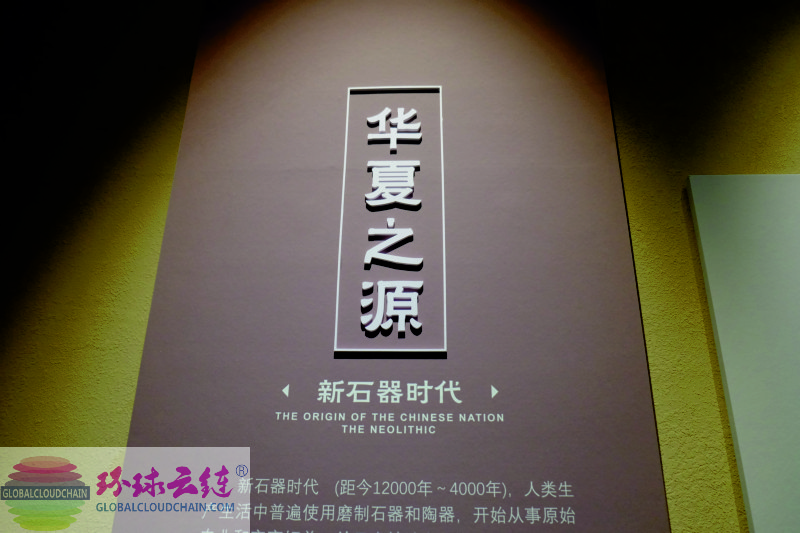 华夏之源
新石器时代
THE ORIGIN OF THE CHINESE NATION
THE NEOLITHIC
新石器时代 (距今12000年~4000年)，人类生
产生活中普遍使用磨制石器和陶器，开始从事原始
GLOBALCLOUDCHAIN
环球云链®
GLOBALCLOUDCHAIN.COM